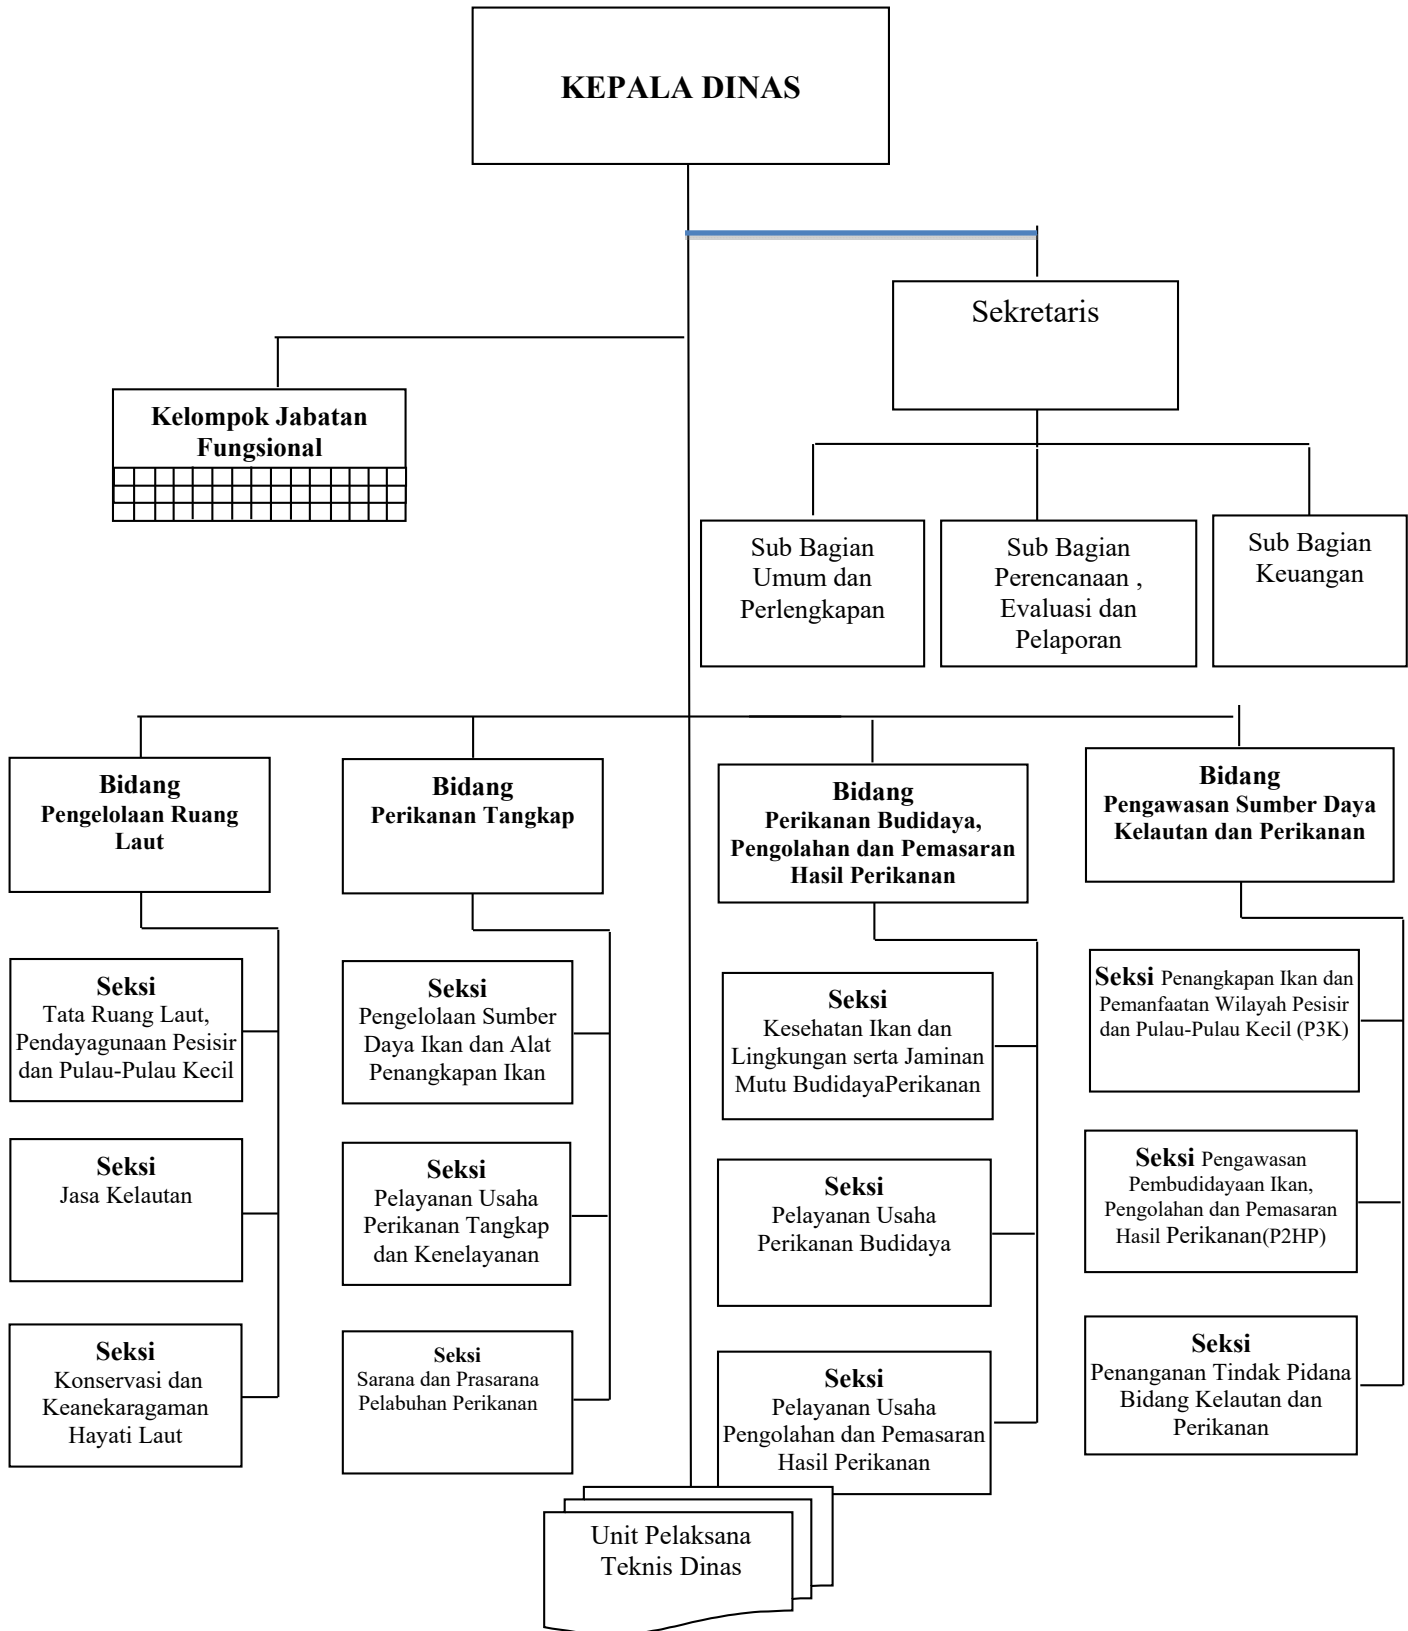 KEPALA DINAS
Sekretaris
Kelompok Jabatan
Fungsional
Sub Bagian
Umum dan
Perlengkapan
Sub Bagian
Perencanaan ,
Evaluasi dan
Pelaporan
Sub Bagian
Keuangan
Bidang
Pengelolaan Ruang
Laut
Bidang
Perikanan Tangkap
Bidang
Perikanan Budidaya,
Pengolahan dan Pemasaran
Hasil Perikanan
Bidang
Pengawasan Sumber Daya
Kelautan dan Perikanan
Seksi
Tata Ruang Laut,
Pendayagunaan Pesisir
dan Pulau-Pulau Kecil
Seksi
Jasa Kelautan
Seksi
Konservasi dan
Keanekaragaman
Hayati Laut
Seksi
Pengelolaan Sumber
Daya Ikan dan Alat
Penangkapan Ikan
Seksi
Pelayanan Usaha
Perikanan Tangkap
dan Kenelayanan
Seksi
Sarana dan Prasarana
Pelabuhan Perikanan
Seksi
Kesehatan Ikan dan
Lingkungan serta Jaminan
Mutu BudidayaPerikanan
Seksi
Pelayanan Usaha
Perikanan Budidaya
Seksi
Pelayanan Usaha
Pengolahan dan Pemasaran
Hasil Perikanan
Seksi Penangkapan Ikan dan
Pemanfaatan Wilayah Pesisir
dan Pulau-Pulau Kecil (P3K)
Seksi Pengawasan
Pembudidayaan Ikan,
Pengolahan dan Pemasaran
Hasil Perikanan(P2HP)
Seksi
Penanganan Tindak Pidana
Bidang Kelautan dan
Perikanan
Unit Pelaksana
Teknis Dinas